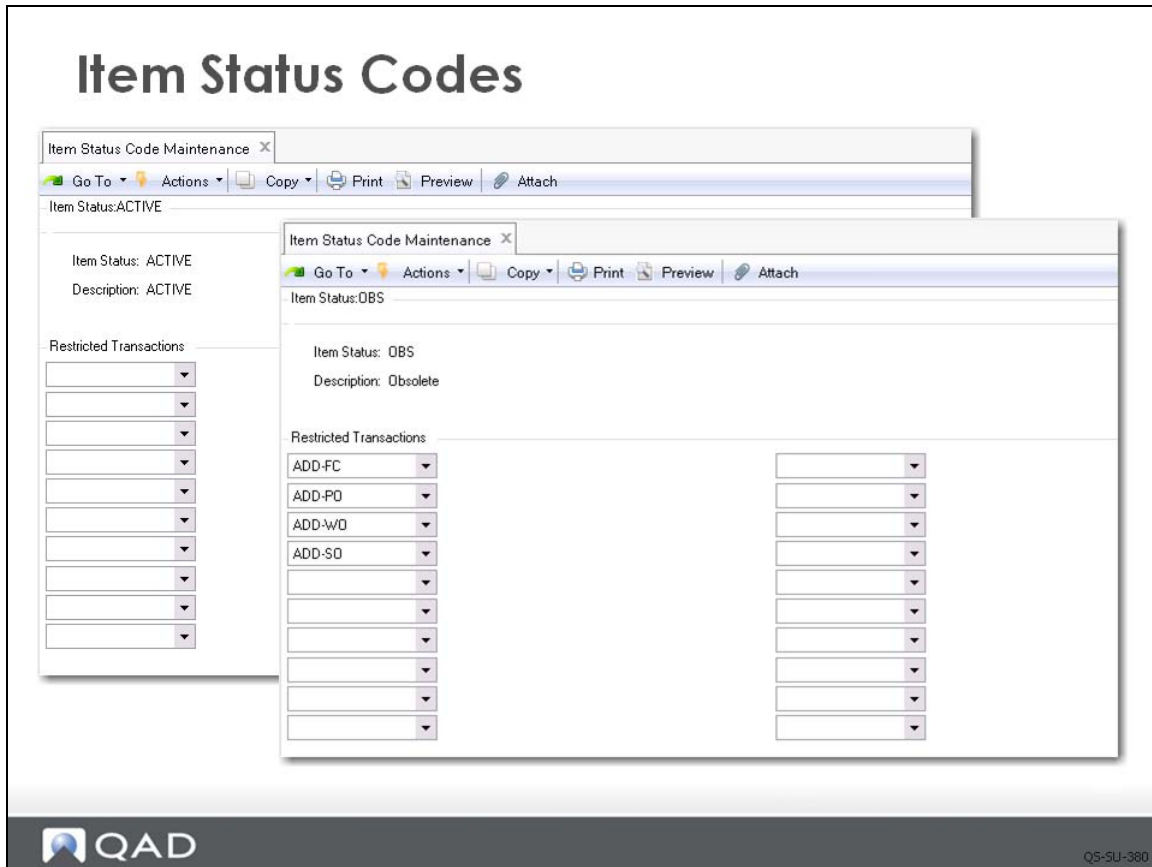 Item Status Codes
Item Status Code Maintenance
Go To Actions Copy Print Preview Attach
Item Status:ACTIVE
Item Status: ACTIVE
Description: ACTIVE
Restricted Transactions
Item Status Code Maintenance
Go To Actions Copy Print Preview Attach
Item Status:OBS
Item Status: OBS
Description: Obsolete
Restricted Transactions
ADD-FC
ADD-PO
ADD-WO
ADD-SO
QAD
QS-SU-380